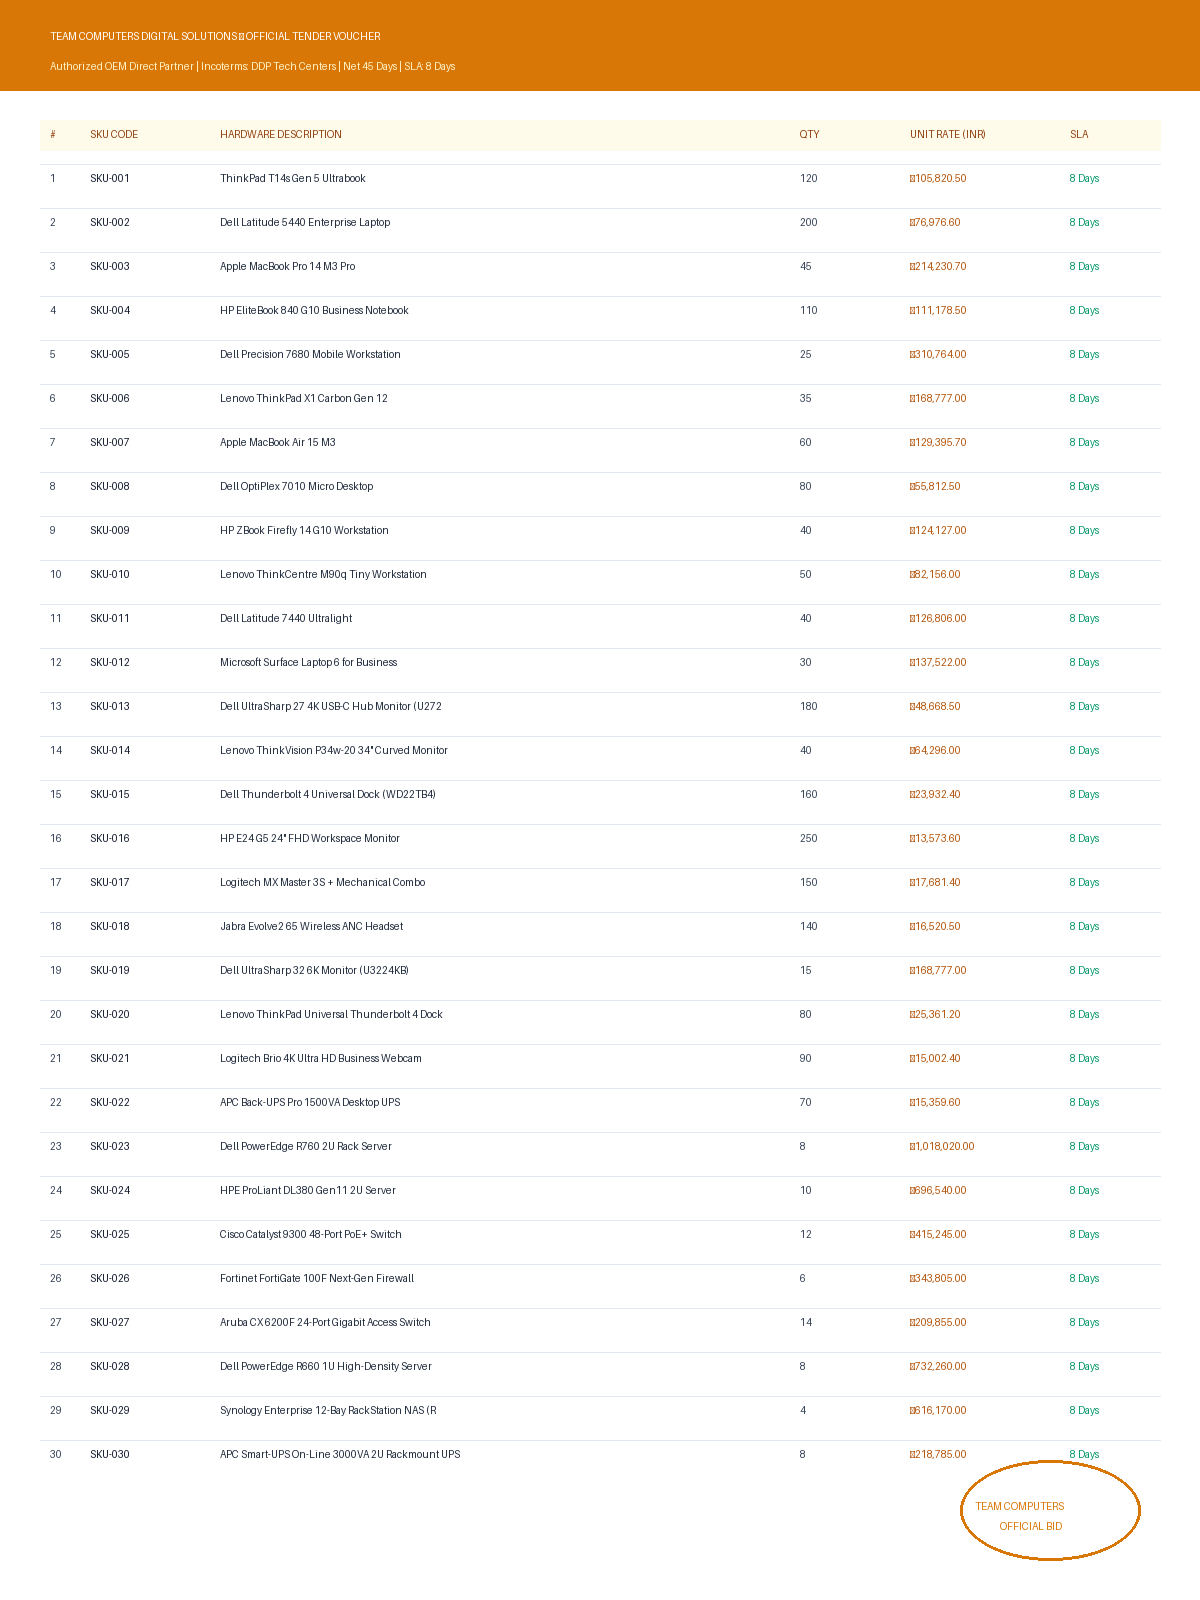 TEAM COMPUTERS DIGITAL SOLUTIONS OFFICIAL TENDER VOUCHER
Authorized OEM Direct Partner | Incoterms: DDP Tech Centers | Net 45 Days | SLA: 8 Days
# SKU CODE HARDWARE DESCRIPTION QTY UNIT RATE (INR) SLA
1 SKU-001 ThinkPad T14s Gen 5 Ultrabook 120 105,820.50 8 Days
2 SKU-002 Dell Latitude 5440 Enterprise Laptop 200 76,976.60 8 Days
3 SKU-003 Apple MacBook Pro 14 M3 Pro 45 214,230.70 8 Days
4 SKU-004 HP EliteBook 840 G10 Business Notebook 110 111,178.50 8 Days
5 SKU-005 Dell Precision 7680 Mobile Workstation 25 310,764.00 8 Days
6 SKU-006 Lenovo ThinkPad X1 Carbon Gen 12 35 168,777.00 8 Days
7 SKU-007 Apple MacBook Air 15 M3 60 129,395.70 8 Days
8 SKU-008 Dell OptiPlex 7010 Micro Desktop 80 55,812.50 8 Days
9 SKU-009 HP ZBook Firefly 14 G10 Workstation 40 124,127.00 8 Days
10 SKU-010 Lenovo ThinkCentre M90q Tiny Workstation 50 82,156.00 8 Days
11 SKU-011 Dell Latitude 7440 Ultralight 40 126,806.00 8 Days
12 SKU-012 Microsoft Surface Laptop 6 for Business 30 137,522.00 8 Days
13 SKU-013 Dell UltraSharp 27 4K USB-C Hub Monitor (U272 180 48,668.50 8 Days
14 SKU-014 Lenovo ThinkVision P34w-20 34" Curved Monitor 40 64,296.00 8 Days
15 SKU-015 Dell Thunderbolt 4 Universal Dock (WD22TB4) 160 23,932.40 8 Days
16 SKU-016 HP E24 G5 24" FHD Workspace Monitor 250 13,573.60 8 Days
17 SKU-017 Logitech MX Master 3S + Mechanical Combo 150 17,681.40 8 Days
18 SKU-018 Jabra Evolve2 65 Wireless ANC Headset 140 16,520.50 8 Days
19 SKU-019 Dell UltraSharp 32 6K Monitor (U3224KB) 15 168,777.00 8 Days
20 SKU-020 Lenovo ThinkPad Universal Thunderbolt 4 Dock 80 25,361.20 8 Days
21 SKU-021 Logitech Brio 4K Ultra HD Business Webcam 90 15,002.40 8 Days
22 SKU-022 APC Back-UPS Pro 1500VA Desktop UPS 70 15,359.60 8 Days
23 SKU-023 Dell PowerEdge R760 2U Rack Server 8 1,018,020.00 8 Days
24 SKU-024 HPE ProLiant DL380 Gen11 2U Server 10 696,540.00 8 Days
25 SKU-025 Cisco Catalyst 9300 48-Port PoE+ Switch 12 415,245.00 8 Days
26 SKU-026 Fortinet FortiGate 100F Next-Gen Firewall 6 343,805.00 8 Days
27 SKU-027 Aruba CX 6200F 24-Port Gigabit Access Switch 14 209,855.00 8 Days
28 SKU-028 Dell PowerEdge R660 1U High-Density Server 8 732,260.00 8 Days
29 SKU-029 Synology Enterprise 12-Bay RackStation NAS (R 4 616,170.00 8 Days
30 SKU-030 APC Smart-UPS On-Line 3000VA 2U Rackmount UPS 8 218,785.00 8 Days
TEAM COMPUTERS
OFFICIAL BID